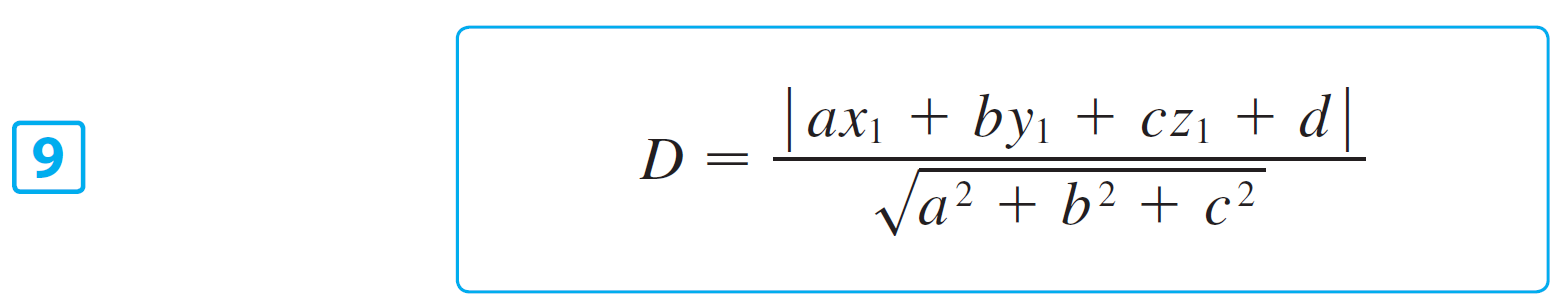 9
D = |ax₁ + by₁ + cz₁ + d| / √(a² + b² + c²)